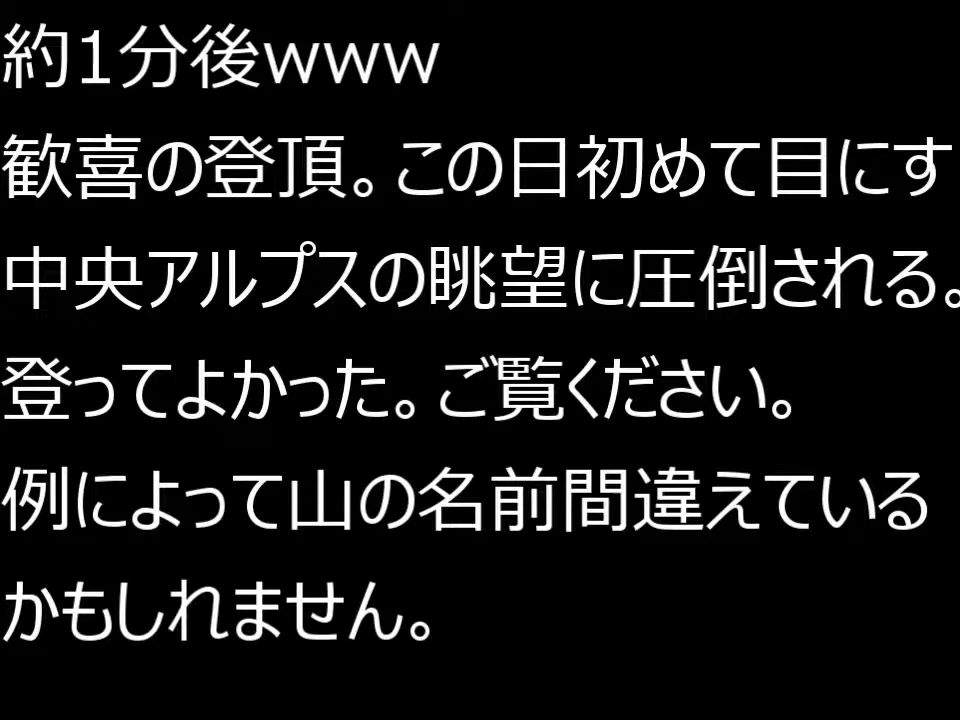 約1分後www
歓喜の登頂。この日初めて目にす
中央アルプスの眺望に圧倒される。
登ってよかった。ご覧ください。
例によって山の名前間違えている
かもしれません。